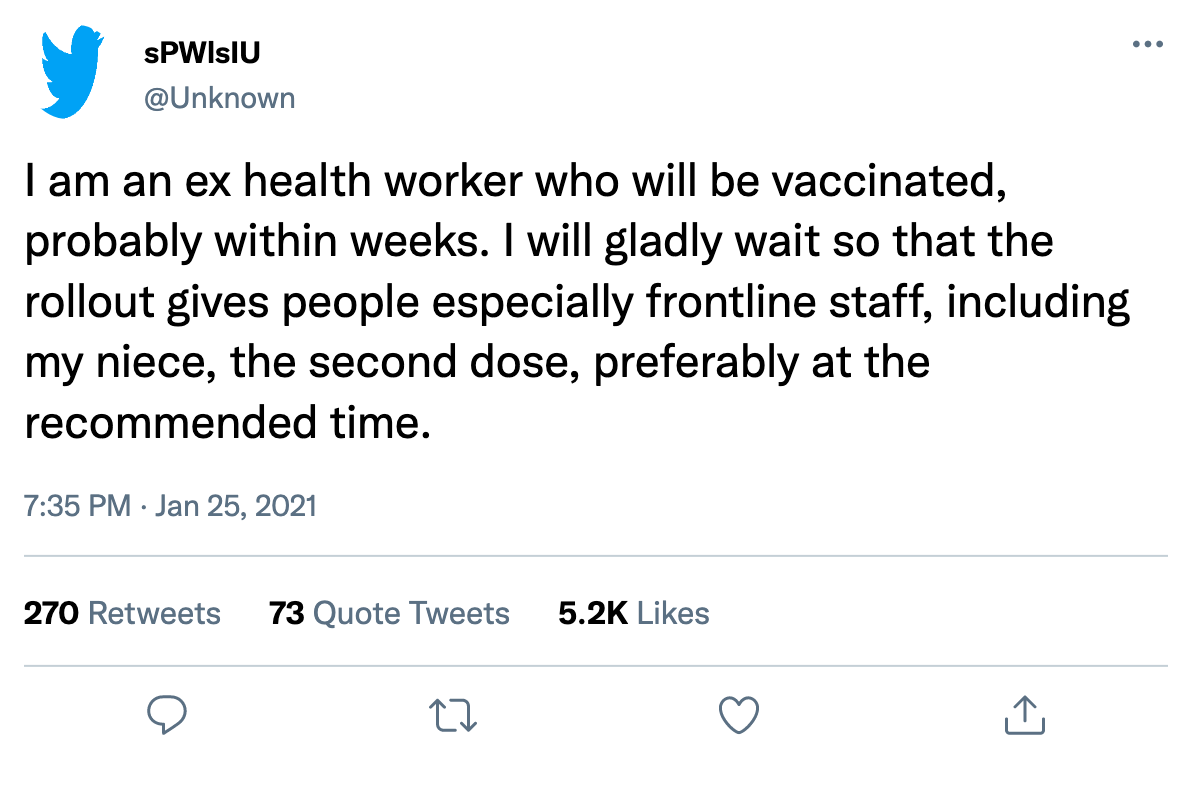 sPWlsIU
@Unknown
I am an ex health worker who will be vaccinated,
probably within weeks. I will gladly wait so that the
rollout gives people especially frontline staff, including
my niece, the second dose, preferably at the
recommended time.
7:35 PM · Jan 25, 2021
270 Retweets 73 Quote Tweets 5.2K Likes